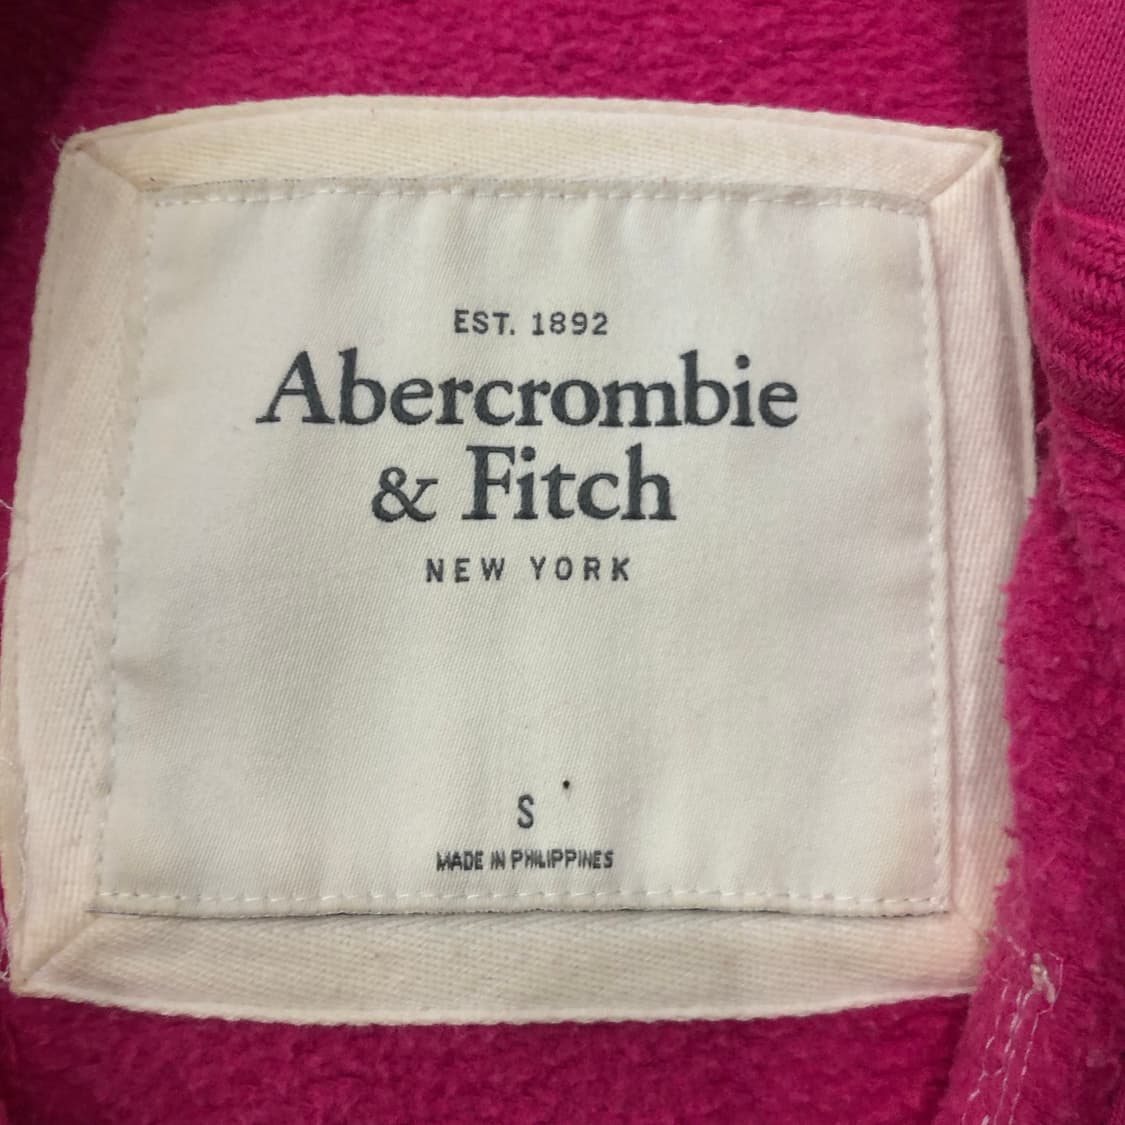 EST. 1892
Abercrombie
& Fitch
NEW YORK
S
MADE IN PHILIPPINES